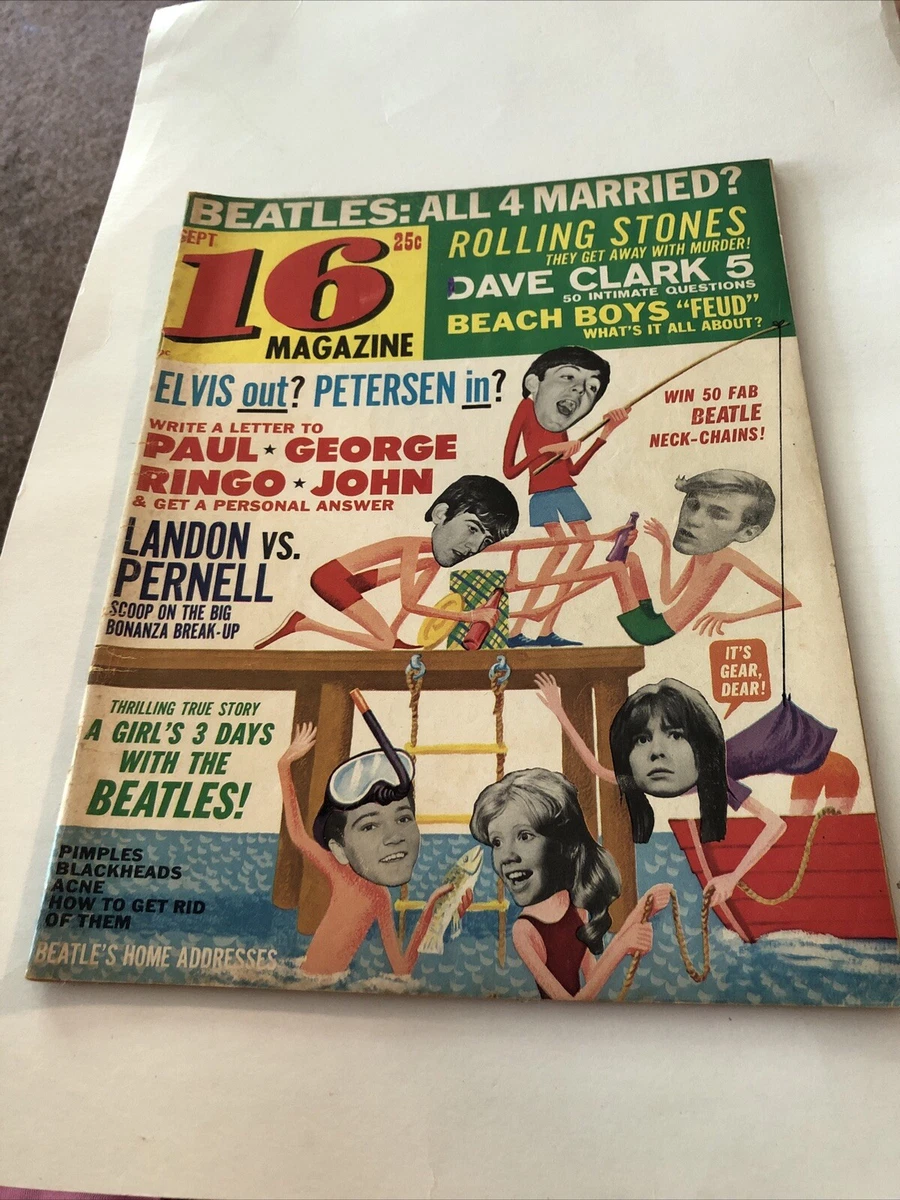 BEATLES: ALL 4 MARRIED?
SEPT
25c
16
MAGAZINE
ROLLING STONES
THEY GET AWAY WITH MURDER!
DAVE CLARK 5
50 INTIMATE QUESTIONS
BEACH BOYS "FEUD"
WHAT'S IT ALL ABOUT?
ELVIS out? PETERSEN in?
WRITE A LETTER TO
PAUL ★ GEORGE
RINGO ★ JOHN
& GET A PERSONAL ANSWER
WIN 50 FAB
BEATLE
NECK-CHAINS!
LANDON VS.
PERNELL
SCOOP ON THE BIG
BONANZA BREAK-UP
IT'S
GEAR,
DEAR!
THRILLING TRUE STORY
A GIRL'S 3 DAYS
WITH THE
BEATLES!
PIMPLES
BLACKHEADS
ACNE
HOW TO GET RID
OF THEM
BEATLE'S HOME ADDRESSES